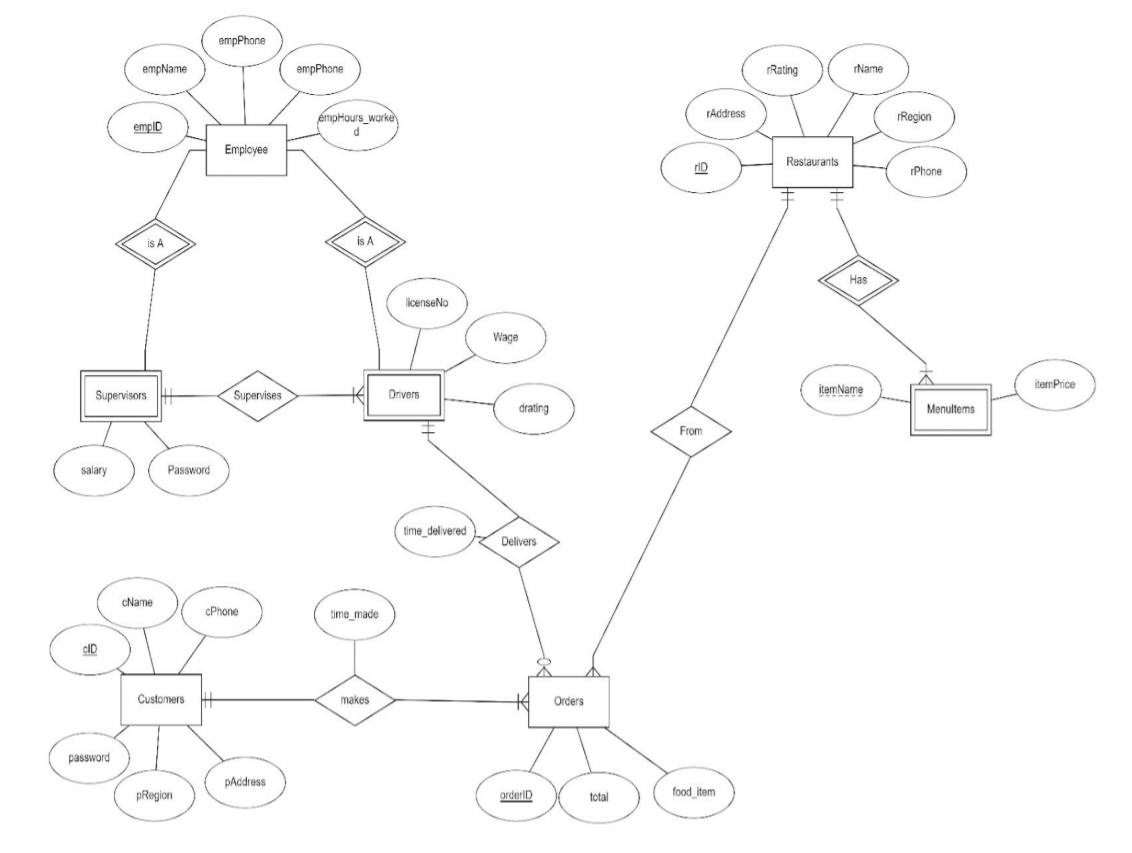 empPhone
empName
empPhone
empID
empHours_worke
d
Employee
rRating
rName
rAddress
rRegion
Restaurants
rID
rPhone
is A
is A
Has
licenseNo
Wage
Supervisors
Supervises
Drivers
drating
itemName
itemPrice
MenuItems
From
salary
Password
time_delivered
Delivers
cName
cPhone
time_made
cID
Customers
makes
Orders
password
pRegion
pAddress
orderID
total
food_item